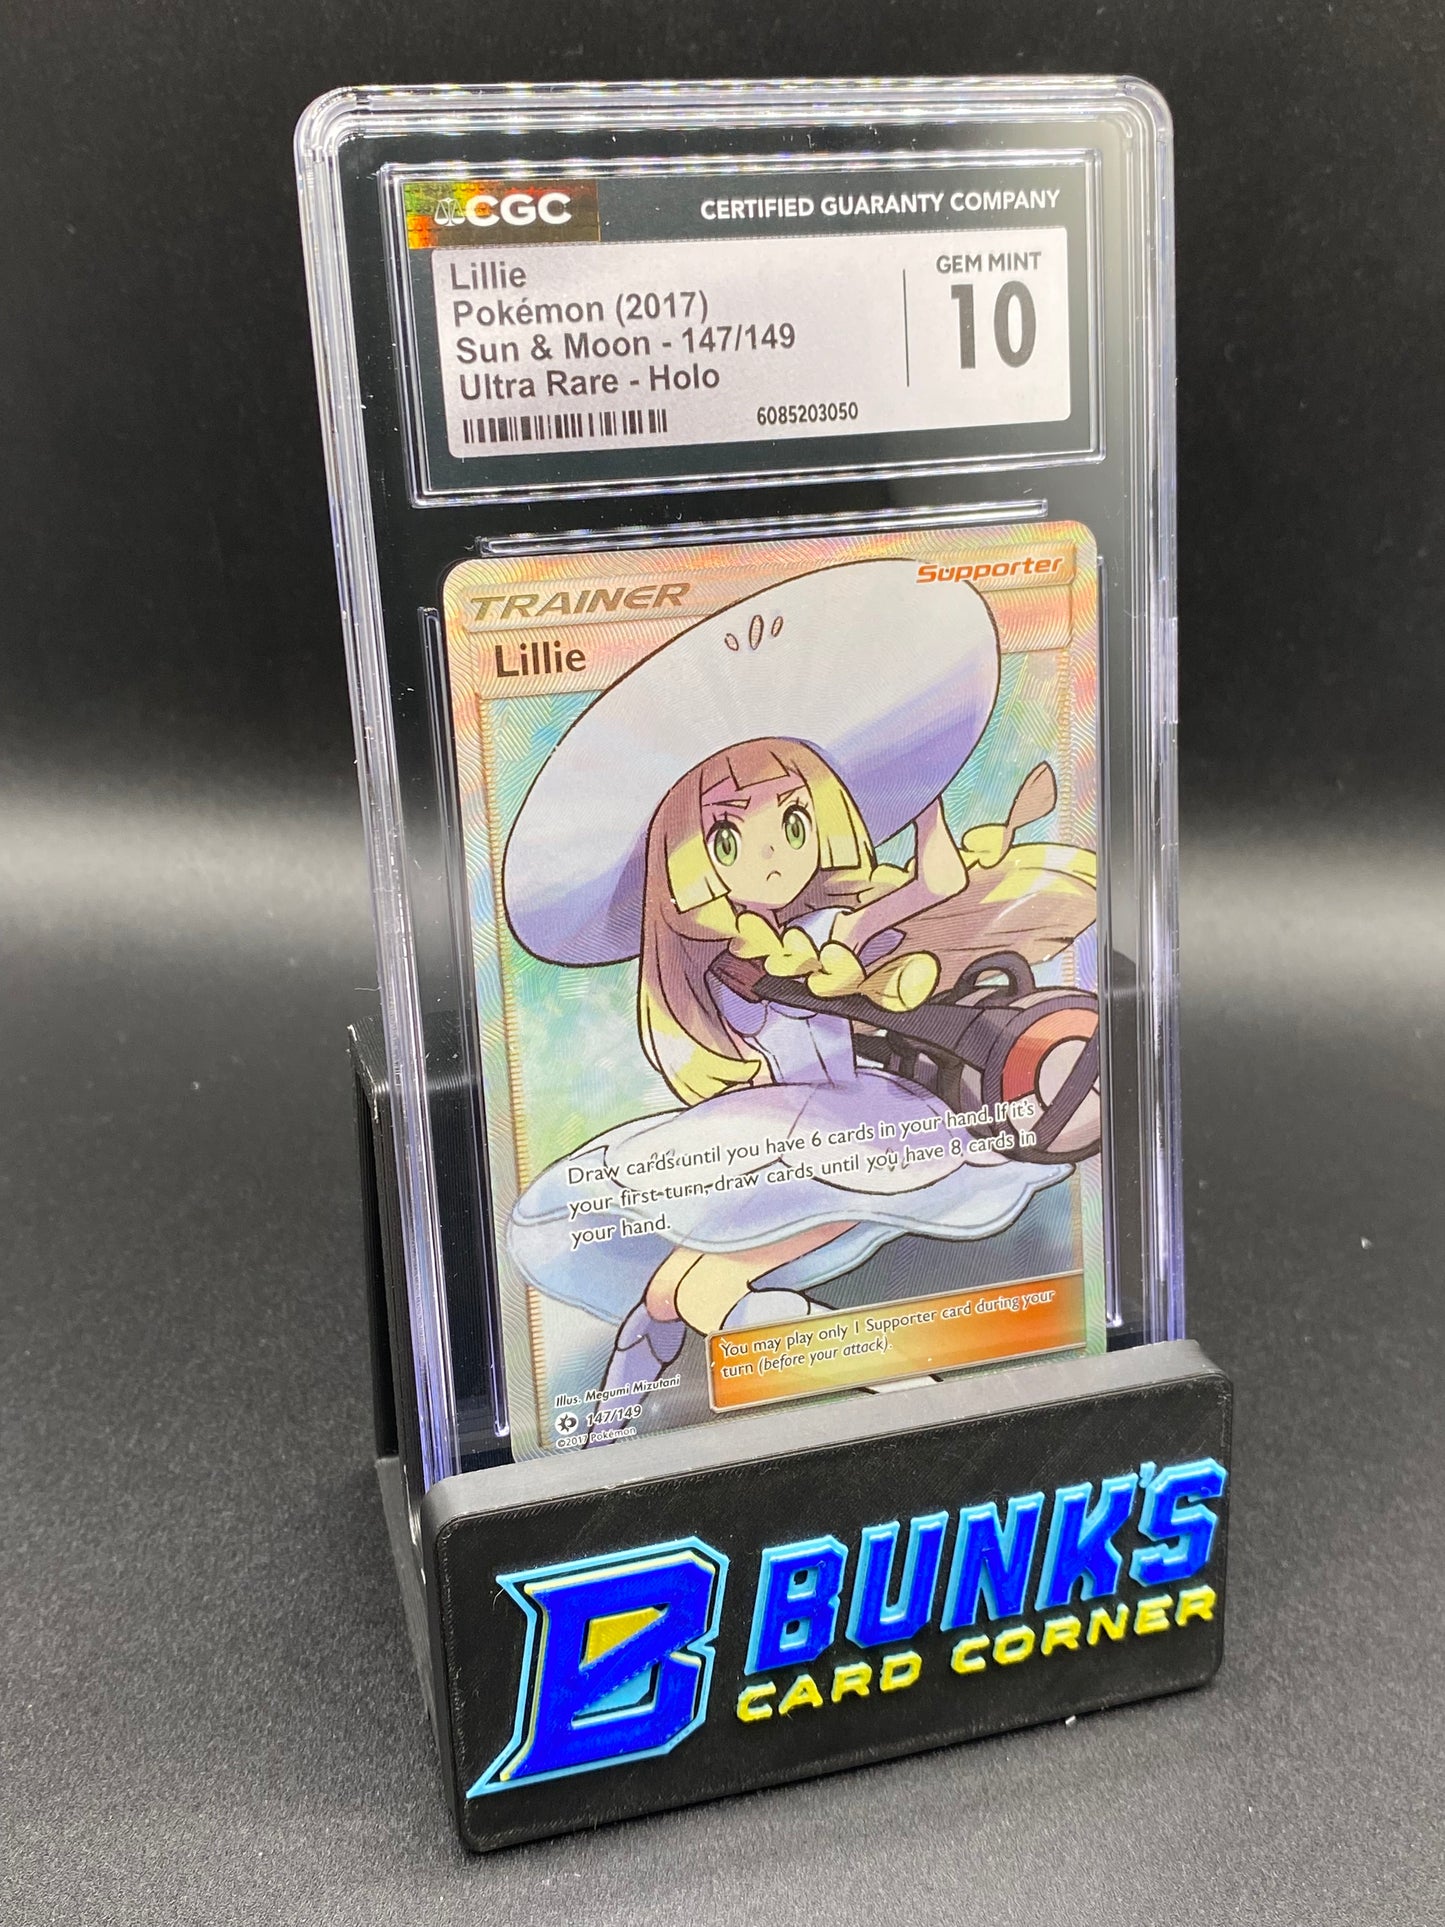 CGC
CERTIFIED GUARANTY COMPANY
Lillie
Pokémon (2017)
Sun & Moon - 147/149
Ultra Rare - Holo
6085203050
GEM MINT
10
TRAINER
Supporter
Lillie
Draw cards until you have 6 cards in your hand. If it's
your first turn, draw cards until you have 8 cards in
your hand.
You may play only 1 Supporter card during your
turn (before your attack).
Illus. Megumi Mizutani
147/149
©2017 Pokémon
B BUNK'S
CARD CORNER